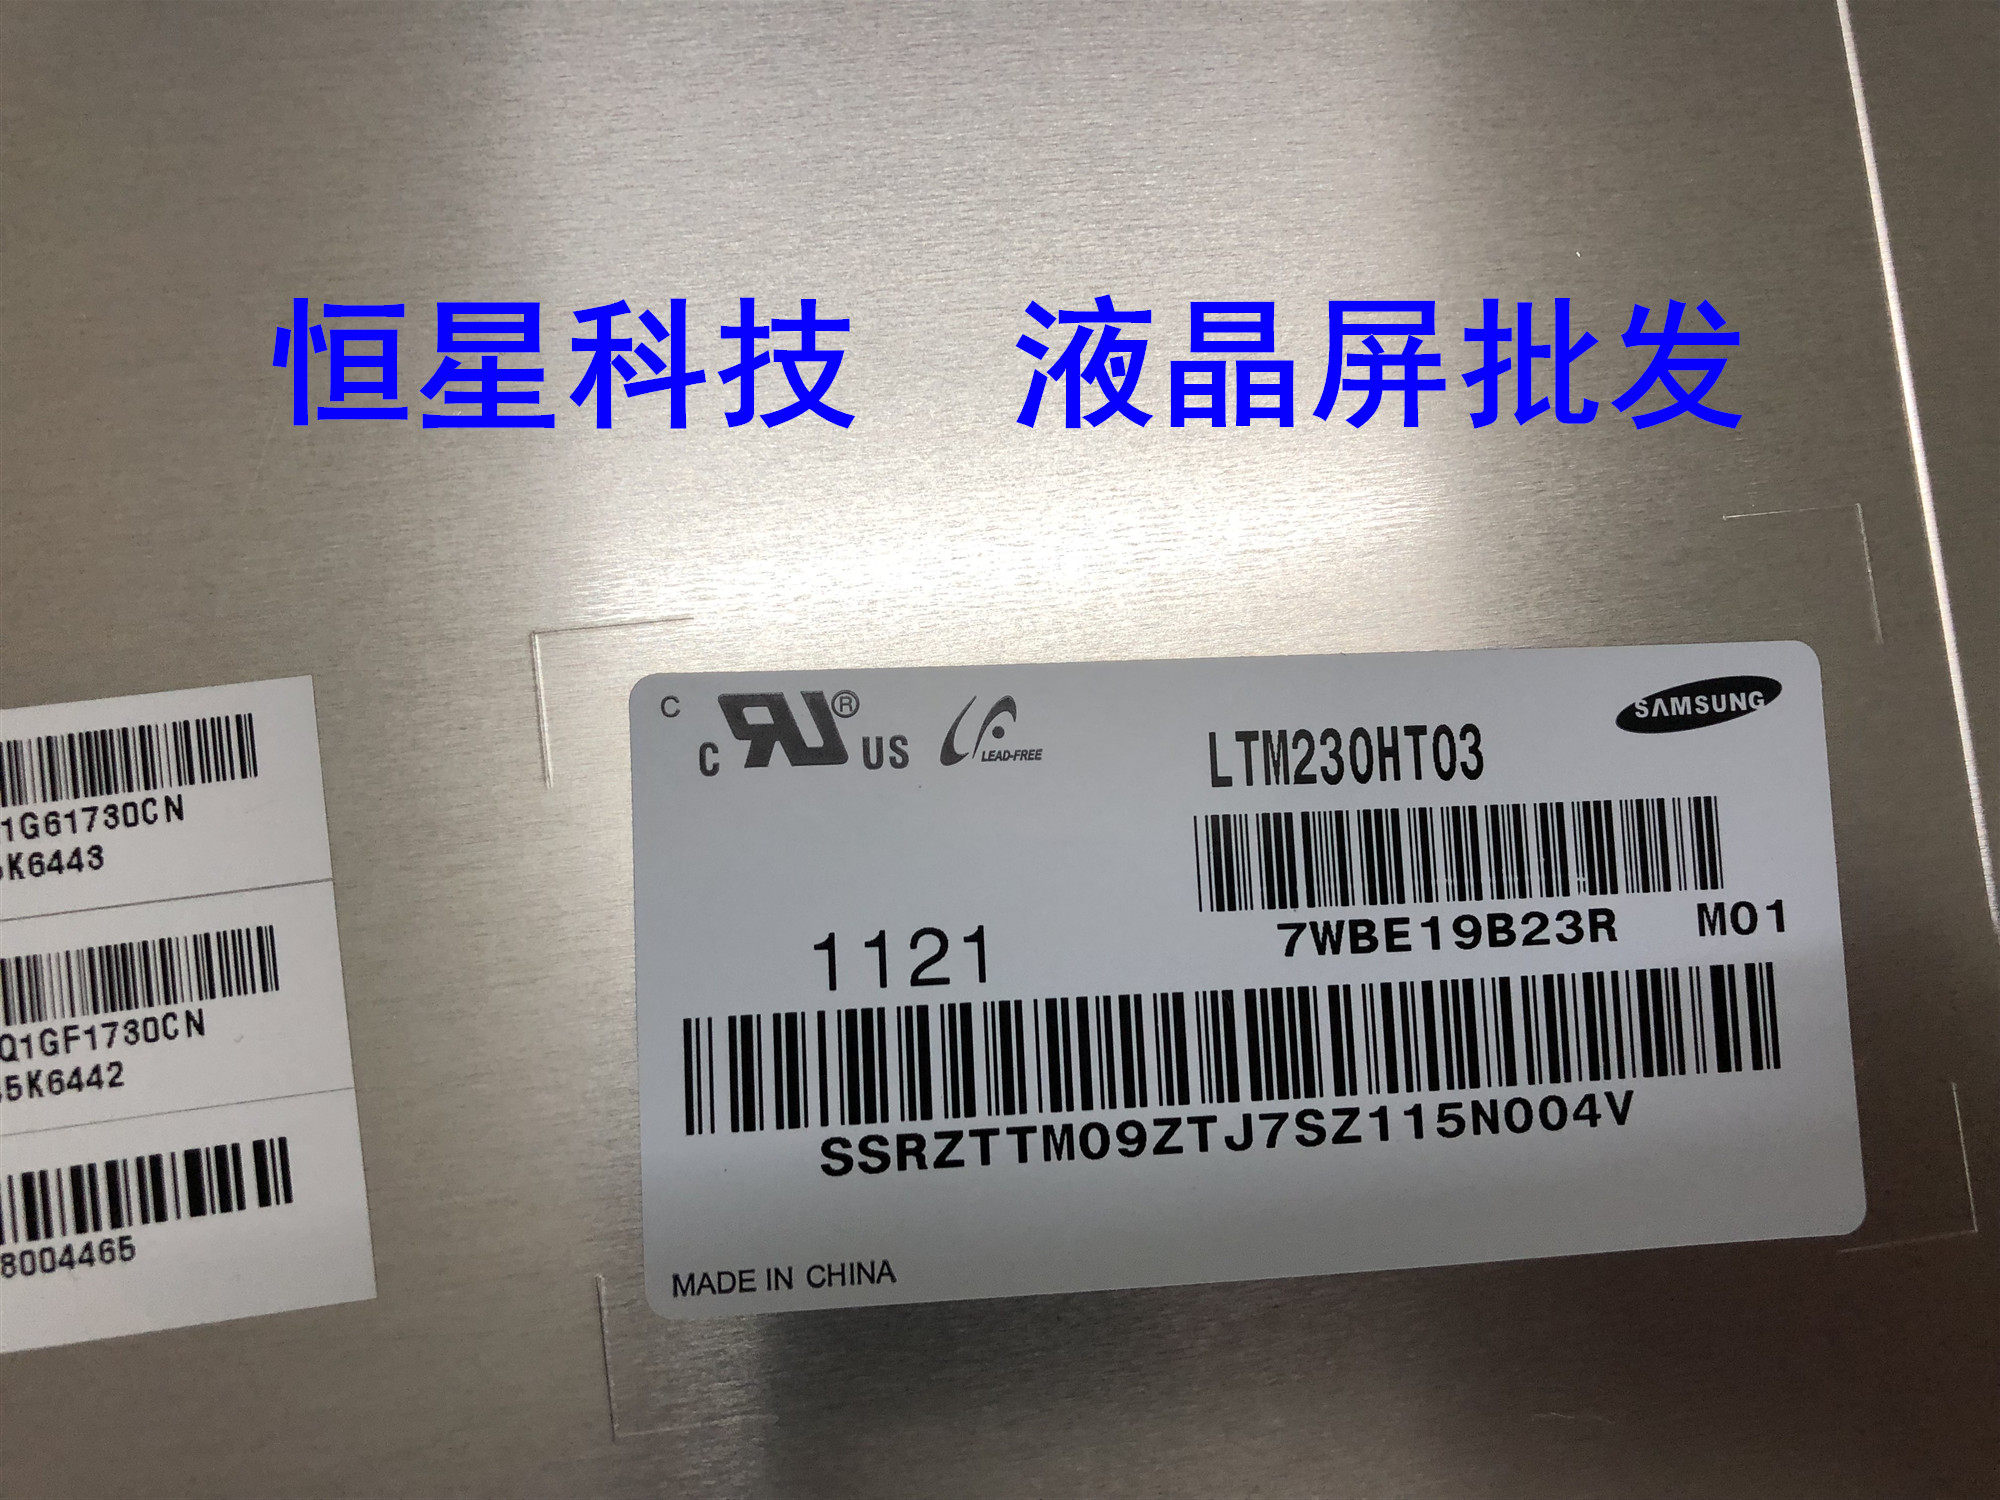 恒星科技 液晶屏批发
1G61730CN
K6443
Q1GF1730CN
5K6442
8004465
C
C RU® US
LEAD-FREE
LTM230HT03
SAMSUNG
7WBE19B23R M01
1121
SSRZTTM09ZTJ7SZ115N004V
MADE IN CHINA